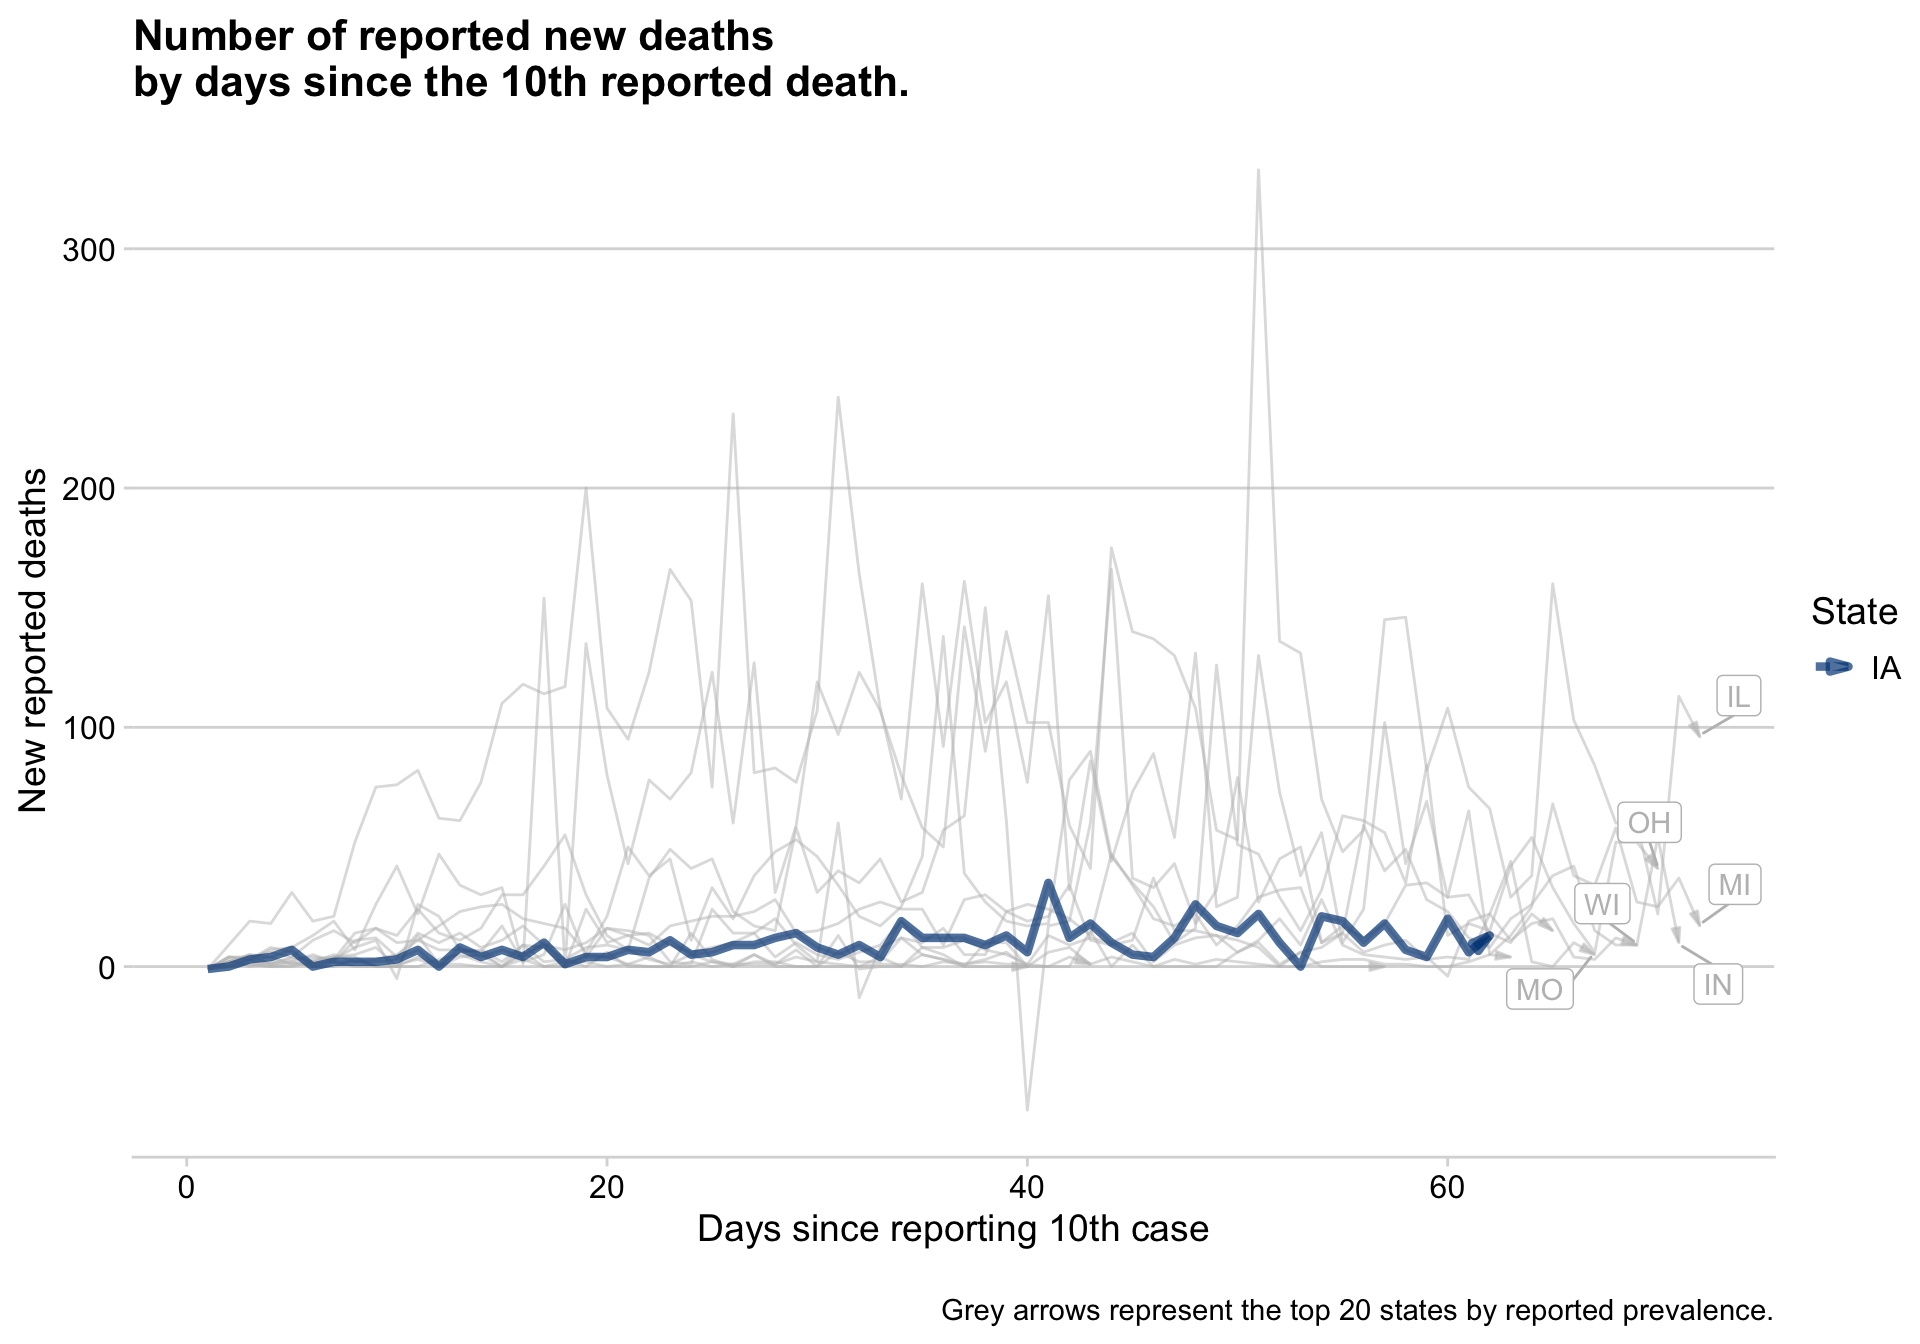 Number of reported new deaths
by days since the 10th reported death.
New reported deaths
300
200
100
0
0
20
40
60
Days since reporting 10th case
IL
OH
MI
WI
MO
IN
State
IA
Grey arrows represent the top 20 states by reported prevalence.